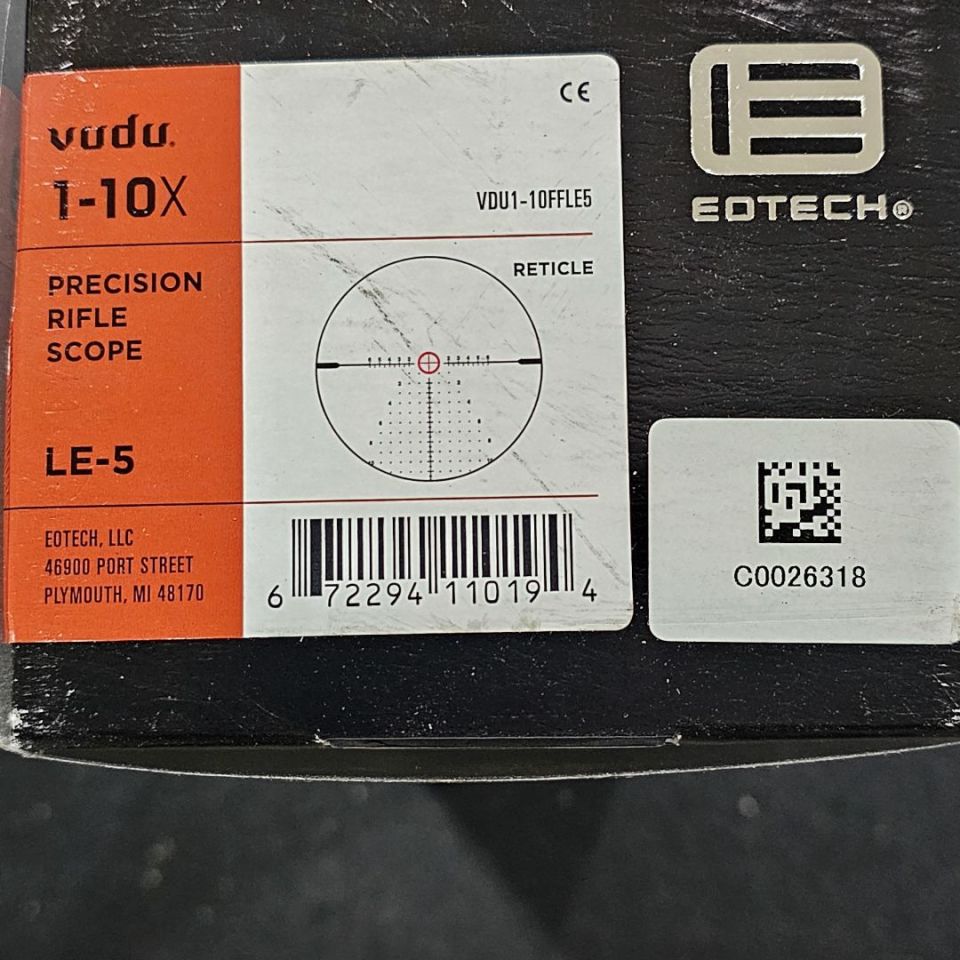 vudu®
1-10X
PRECISION
RIFLE
SCOPE
LE-5
EOTECH, LLC
46900 PORT STREET
PLYMOUTH, MI 48170
CE
VDU1-10FFLE5
RETICLE
6 72294 11019 4
EOTECH®
C0026318